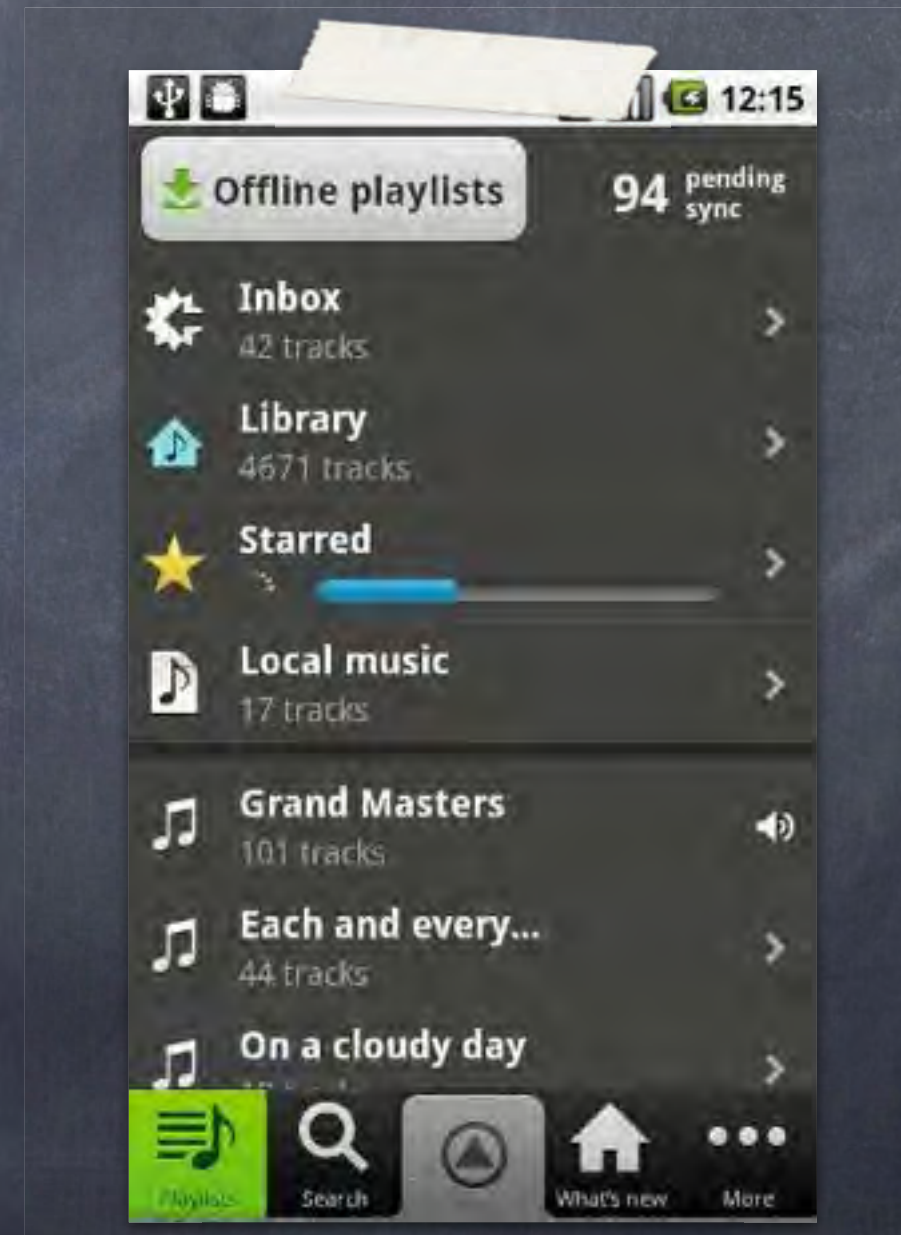 12:15
Offline playlists
94 pending
sync
Inbox
42 tracks
Library
4671 tracks
Starred
Local music
17 tracks
Grand Masters
101 tracks
Each and every...
44 tracks
On a cloudy day
Playlists
Search
What's new
More